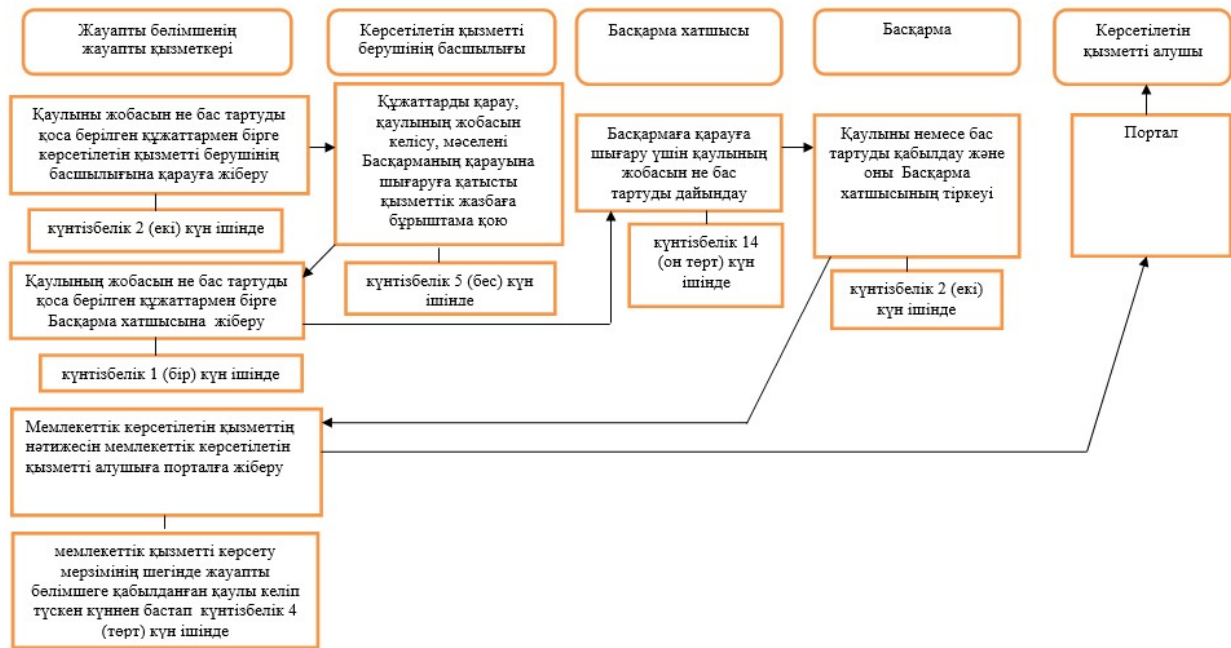 Жауапты бөлімшенің
жауапты қызметкері
Көрсетілетін қызметті
берушінің басшылығы
Басқарма хатшысы
Басқарма
Көрсетілетін
қызметті алушы
Қаулыны жобасын не бас тартуды
қоса берілген құжаттармен бірге
көрсетілетін қызметті берушінің
басшылығына қарауға жіберу
күнтізбелік 2 (екі) күн ішінде
Құжаттарды қарау,
қаулының жобасын
келісу, мәселені
Басқарманың қарауына
шығаруға қатысты
қызметтік жазбаға
бұрыштама қою
күнтізбелік 5 (бес) күн
ішінде
Басқармаға қарауға
шығару үшін қаулының
жобасын не бас
тартуды дайындау
күнтізбелік 14
(он төрт) күн
ішінде
Қаулыны немесе бас
тартуды қабылдау және
оны Басқарма
хатшысының тіркеуі
күнтізбелік 2 (екі)
күн ішінде
Портал
Қаулының жобасын не бас тартуды
қоса берілген құжаттармен бірге
Басқарма хатшысына жіберу
күнтізбелік 1 (бір) күн ішінде
Мемлекеттік көрсетілетін қызметтің
нәтижесін мемлекеттік көрсетілетін
қызметті алушыға порталға жіберу
мемлекеттік қызметті көрсету
мерзімінің шегінде жауапты
бөлімшеге қабылданған қаулы келіп
түскен күннен бастап күнтізбелік 4
(төрт) күн ішінде